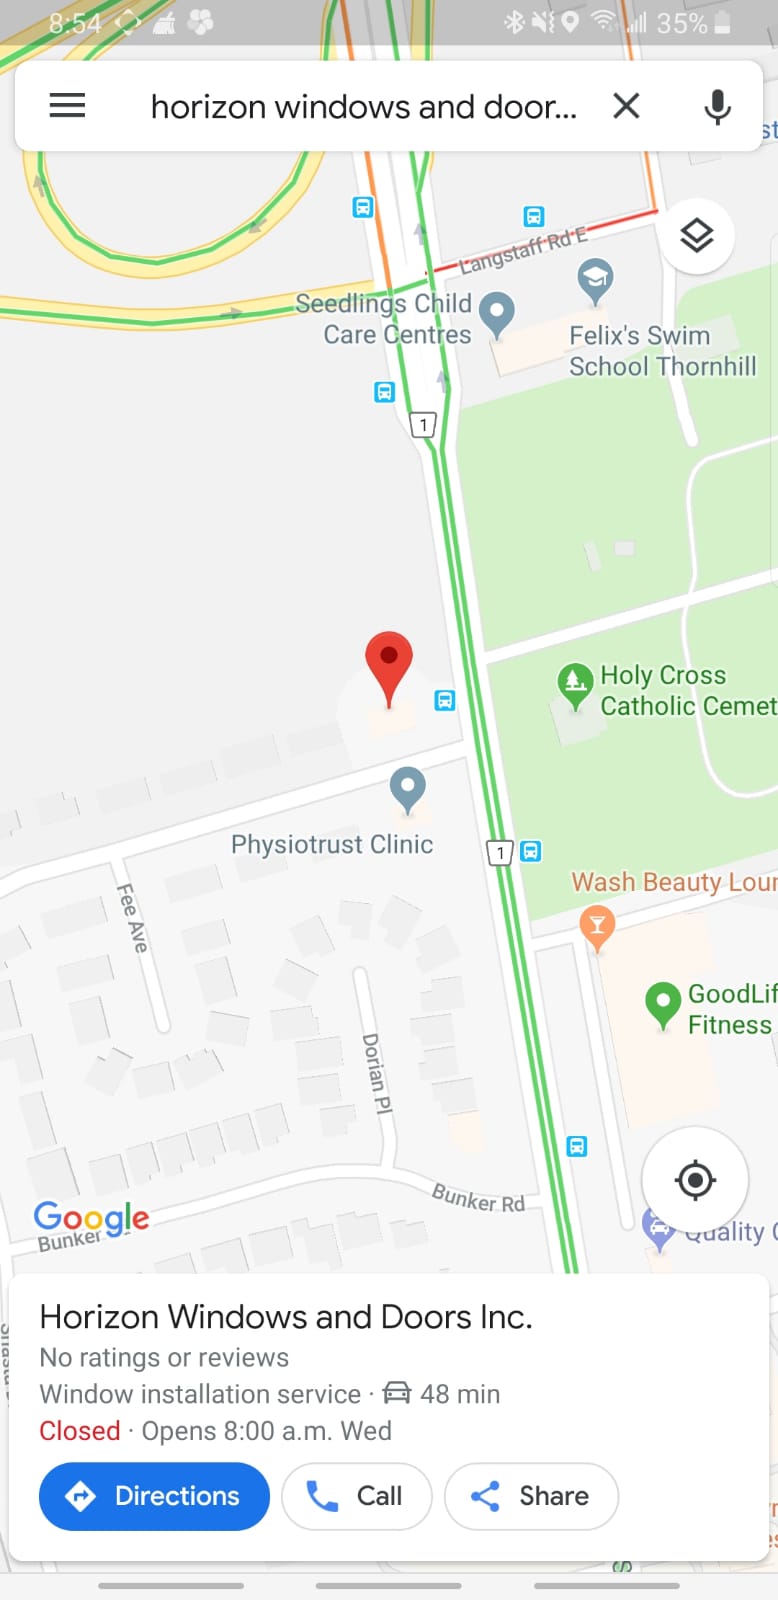 8:54
35%
horizon windows and door...
Langstaff Rd E
Seedlings Child
Care Centres
Felix's Swim
School Thornhill
1
Holy Cross
Catholic Cemet
Physiotrust Clinic
1
Wash Beauty Lour
Fee Ave
GoodLif
Fitness
Dorian Pl
Bunker Rd
Google
Bunker
Quality
Horizon Windows and Doors Inc.
No ratings or reviews
Window installation service · 48 min
Closed · Opens 8:00 a.m. Wed
Directions
Call
Share